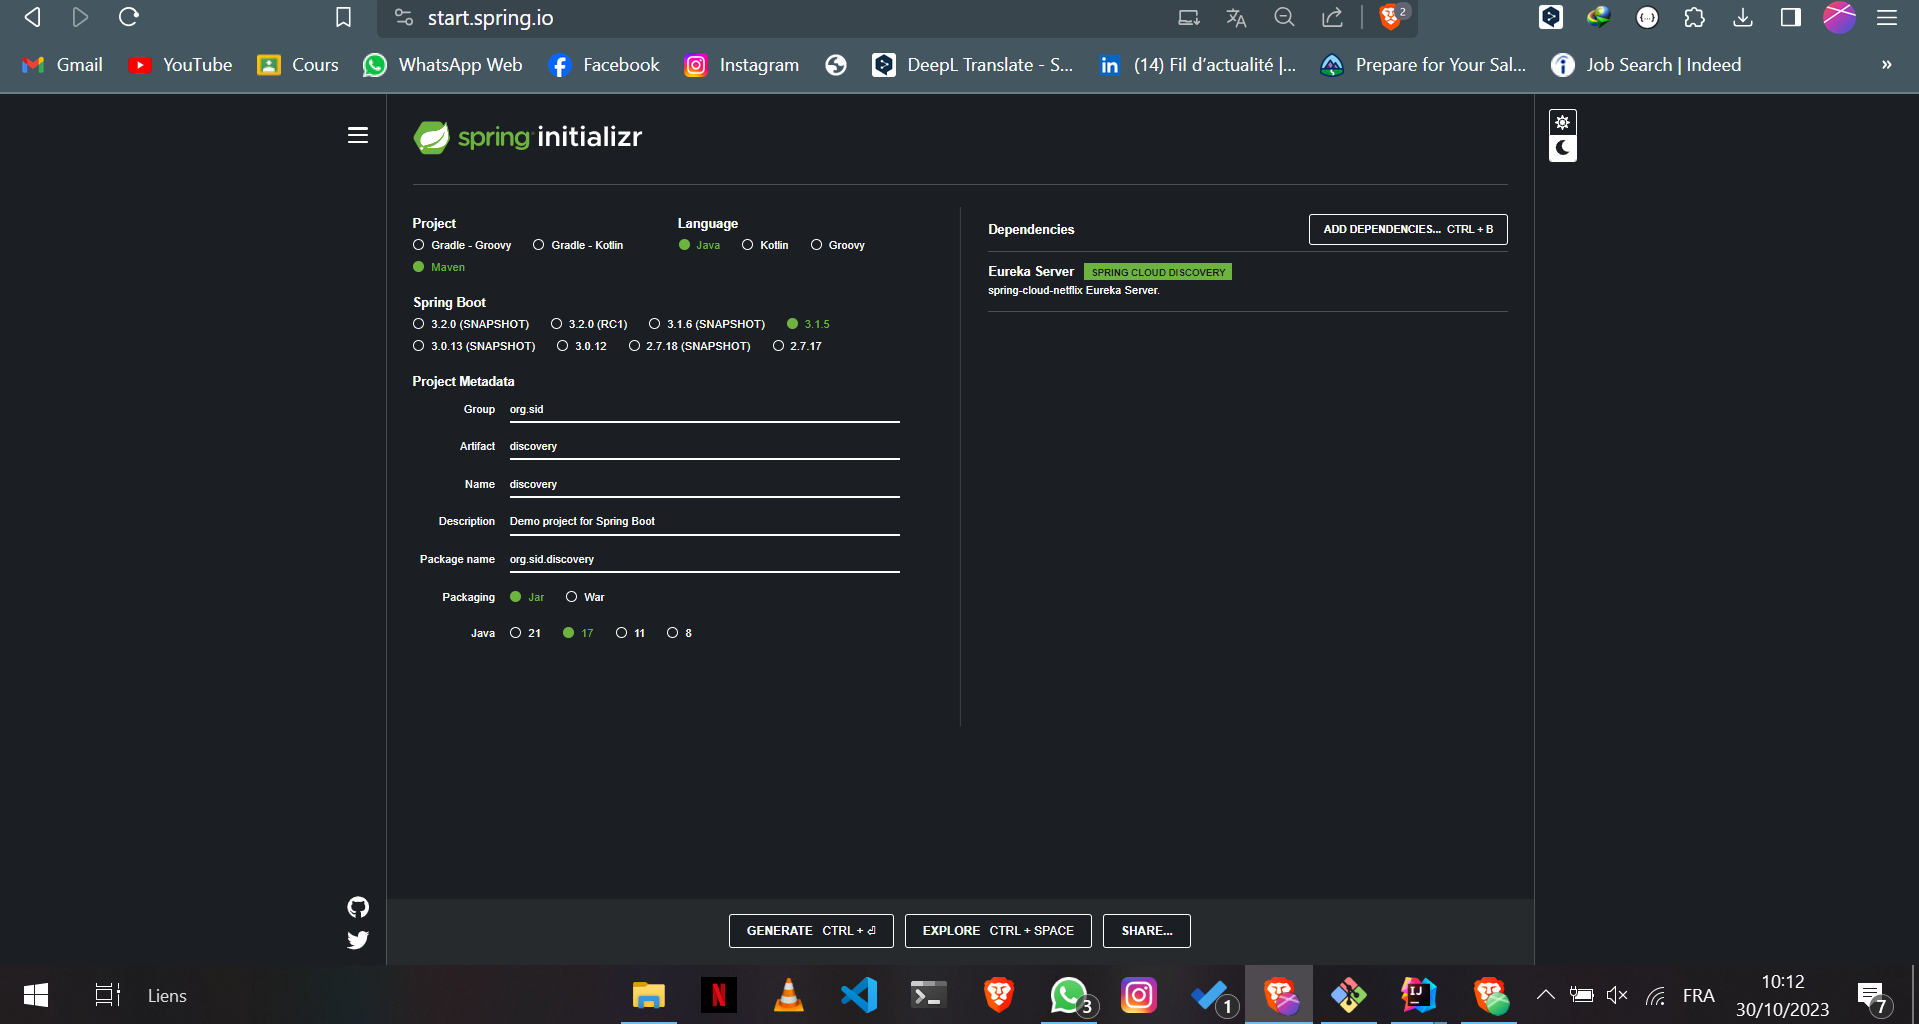 start.spring.io
2
Gmail
YouTube
Cours
WhatsApp Web
Facebook
Instagram
DeepL Translate - S...
(14) Fil d'actualité |...
Prepare for Your Sal...
Job Search | Indeed
»
spring initializr
Project
Gradle - Groovy
Gradle - Kotlin
Maven
Language
Java
Kotlin
Groovy
Spring Boot
3.2.0 (SNAPSHOT)
3.2.0 (RC1)
3.1.6 (SNAPSHOT)
3.1.5
3.0.13 (SNAPSHOT)
3.0.12
2.7.18 (SNAPSHOT)
2.7.17
Project Metadata
Group org.sid
Artifact discovery
Name discovery
Description Demo project for Spring Boot
Package name org.sid.discovery
Packaging Jar War
Java 21 17 11 8
Dependencies
ADD DEPENDENCIES... CTRL + B
Eureka Server SPRING CLOUD DISCOVERY
spring-cloud-netflix Eureka Server.
GENERATE CTRL + ⏎
EXPLORE CTRL + SPACE
SHARE...
Liens
3
1
FRA
10:12
30/10/2023
7